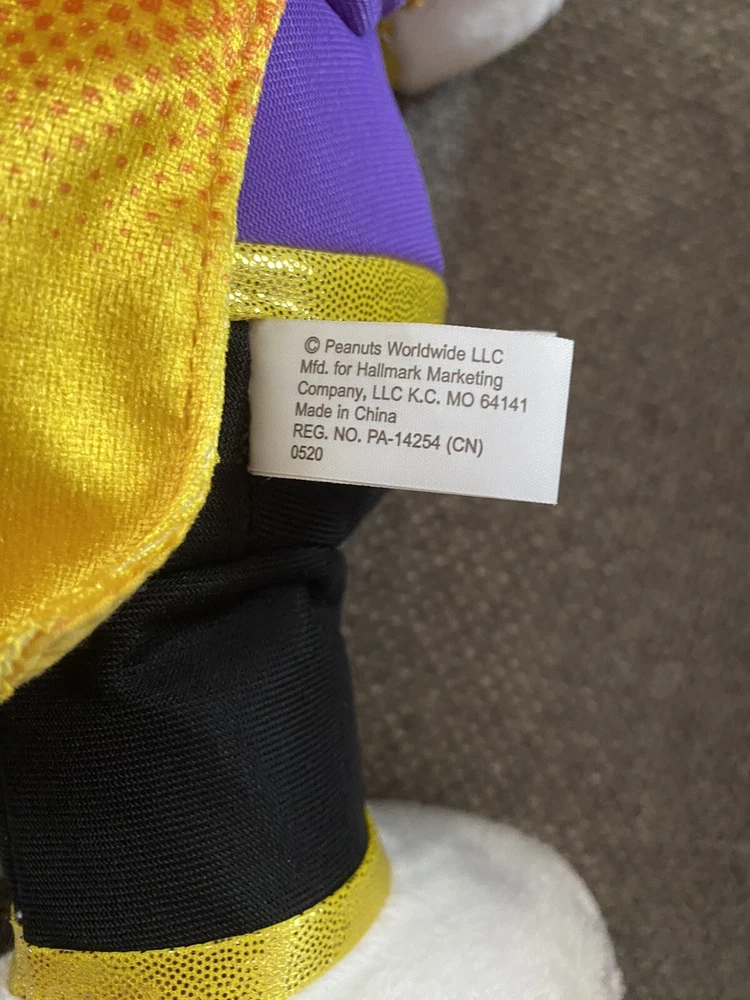 © Peanuts Worldwide LLC
Mfd. for Hallmark Marketing
Company, LLC K.C. MO 64141
Made in China
REG. NO. PA-14254 (CN)
0520